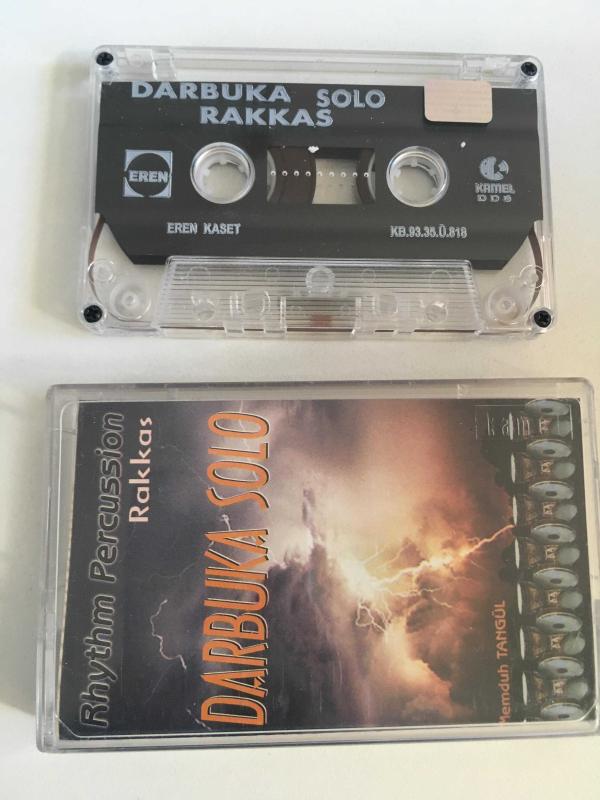 DARBUKA SOLO
RAKKAS
EREN
KAMEL
DDS
EREN KASET
KB.93.35.Ü.818
Rhythm Percussion
Rakkas
DARBUKA SOLO
Memduh TANGÜL